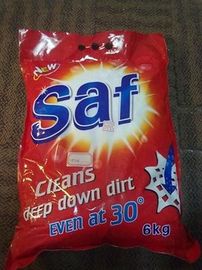 NEW
Saf
Cleans
deep down dirt
EVEN at 30°
6kg